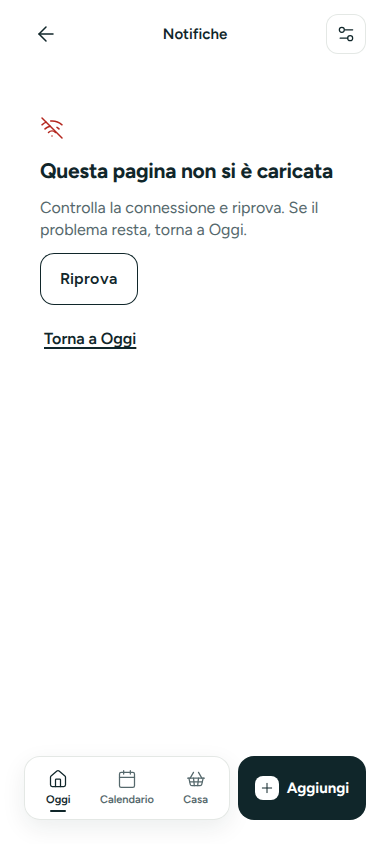 Notifiche
Questa pagina non si è caricata
Controlla la connessione e riprova. Se il
problema resta, torna a Oggi.
Riprova
Torna a Oggi
Oggi
Calendario
Casa
Aggiungi